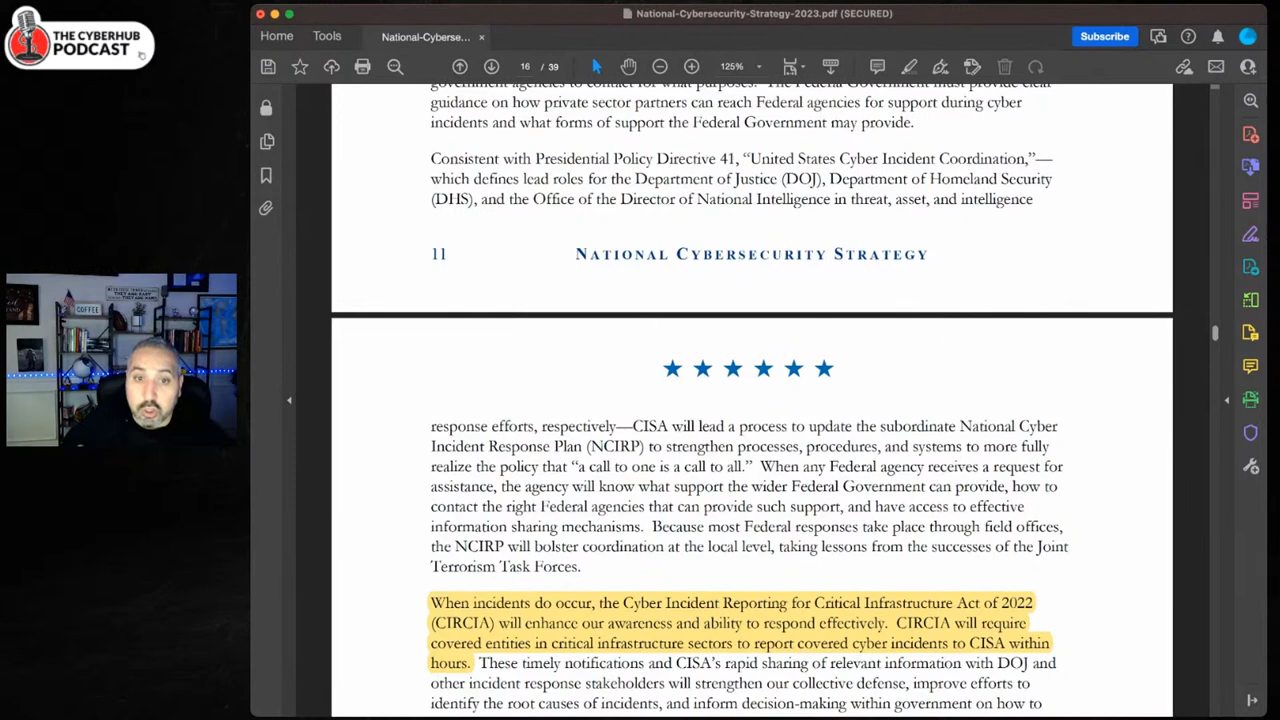 THE CYBERHUB
PODCAST
National-Cybersecurity-Strategy-2023.pdf (SECURED)
Home
Tools
National-Cyberse...
×
Subscribe
16 / 39
125%
government agencies to contact for what purposes. The Federal Government must provide clear
guidance on how private sector partners can reach Federal agencies for support during cyber
incidents and what forms of support the Federal Government may provide.
Consistent with Presidential Policy Directive 41, “United States Cyber Incident Coordination,”—
which defines lead roles for the Department of Justice (DOJ), Department of Homeland Security
(DHS), and the Office of the Director of National Intelligence in threat, asset, and intelligence
11 NATIONAL CYBERSECURITY STRATEGY
COFFEE
response efforts, respectively—CISA will lead a process to update the subordinate National Cyber
Incident Response Plan (NCIRP) to strengthen processes, procedures, and systems to more fully
realize the policy that “a call to one is a call to all.” When any Federal agency receives a request for
assistance, the agency will know what support the wider Federal Government can provide, how to
contact the right Federal agencies that can provide such support, and have access to effective
information sharing mechanisms. Because most Federal responses take place through field offices,
the NCIRP will bolster coordination at the local level, taking lessons from the successes of the Joint
Terrorism Task Forces.
When incidents do occur, the Cyber Incident Reporting for Critical Infrastructure Act of 2022
(CIRCIA) will enhance our awareness and ability to respond effectively. CIRCIA will require
covered entities in critical infrastructure sectors to report covered cyber incidents to CISA within
hours. These timely notifications and CISA’s rapid sharing of relevant information with DOJ and
other incident response stakeholders will strengthen our collective defense, improve efforts to
identify the root causes of incidents, and inform decision-making within government on how to